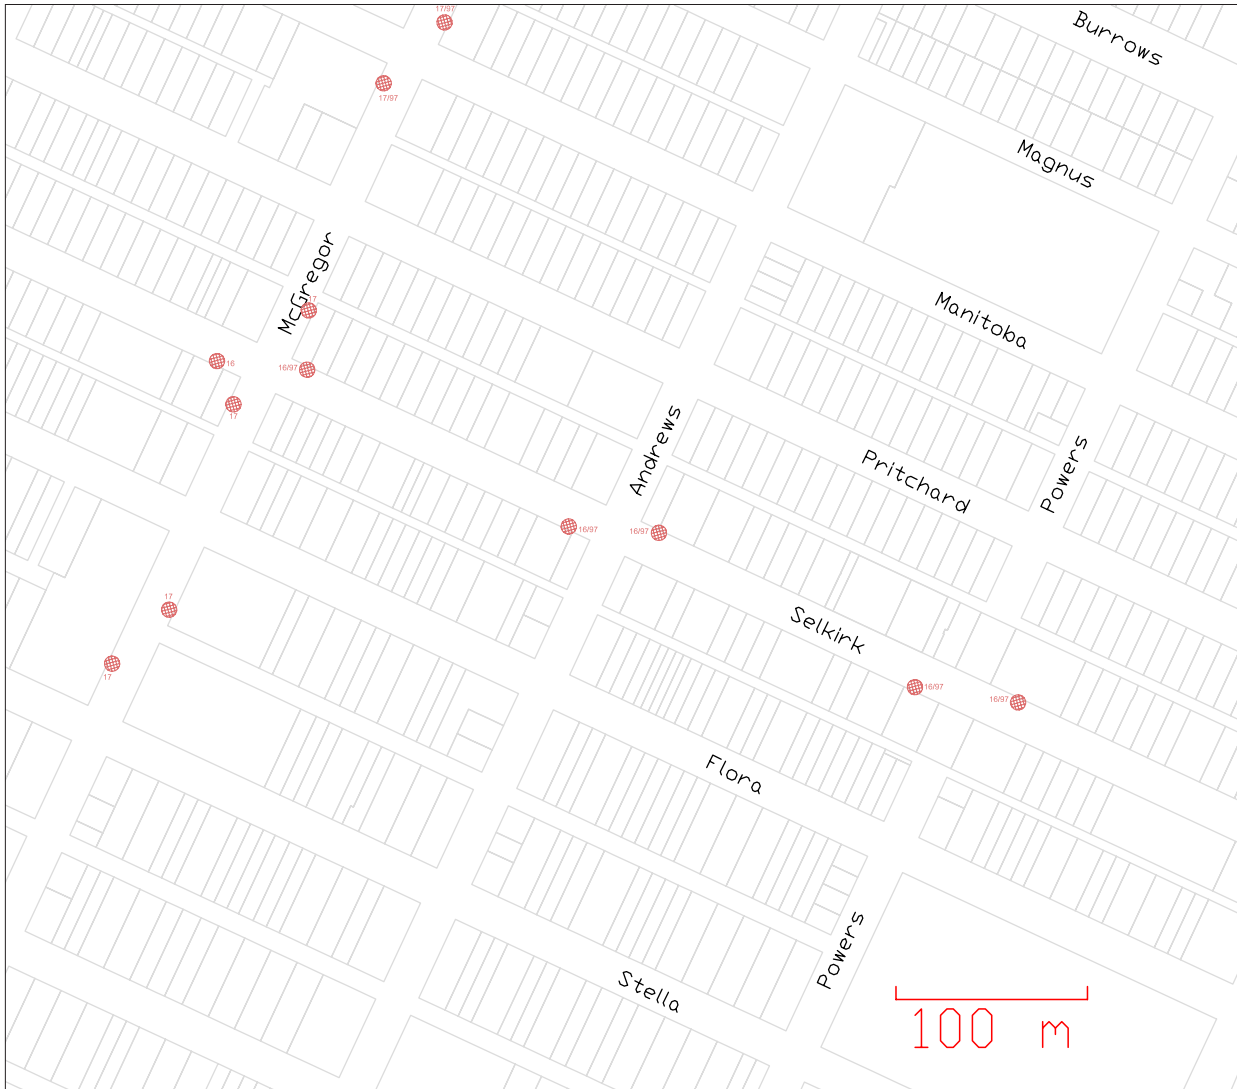 17/97
Burrows
17/97
Magnus
McGregor
17
Manitoba
16
16/97
17
Andrews
Powers
Pritchard
16/97
16/97
17
Selkirk
17
16/97
16/97
Flora
Powers
Stella
100 m